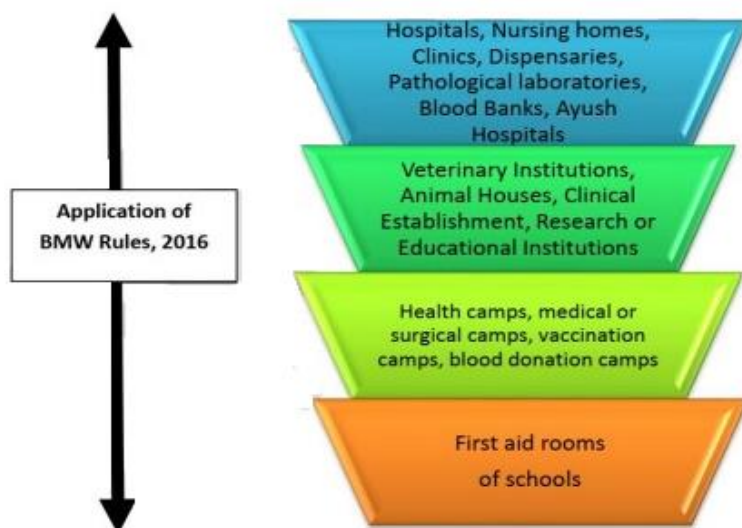 Application of
BMW Rules, 2016
Hospitals, Nursing homes,
Clinics, Dispensaries,
Pathological laboratories,
Blood Banks, Ayush
Hospitals
Veterinary Institutions,
Animal Houses, Clinical
Establishment, Research or
Educational Institutions
Health camps, medical or
surgical camps, vaccination
camps, blood donation camps
First aid rooms
of schools